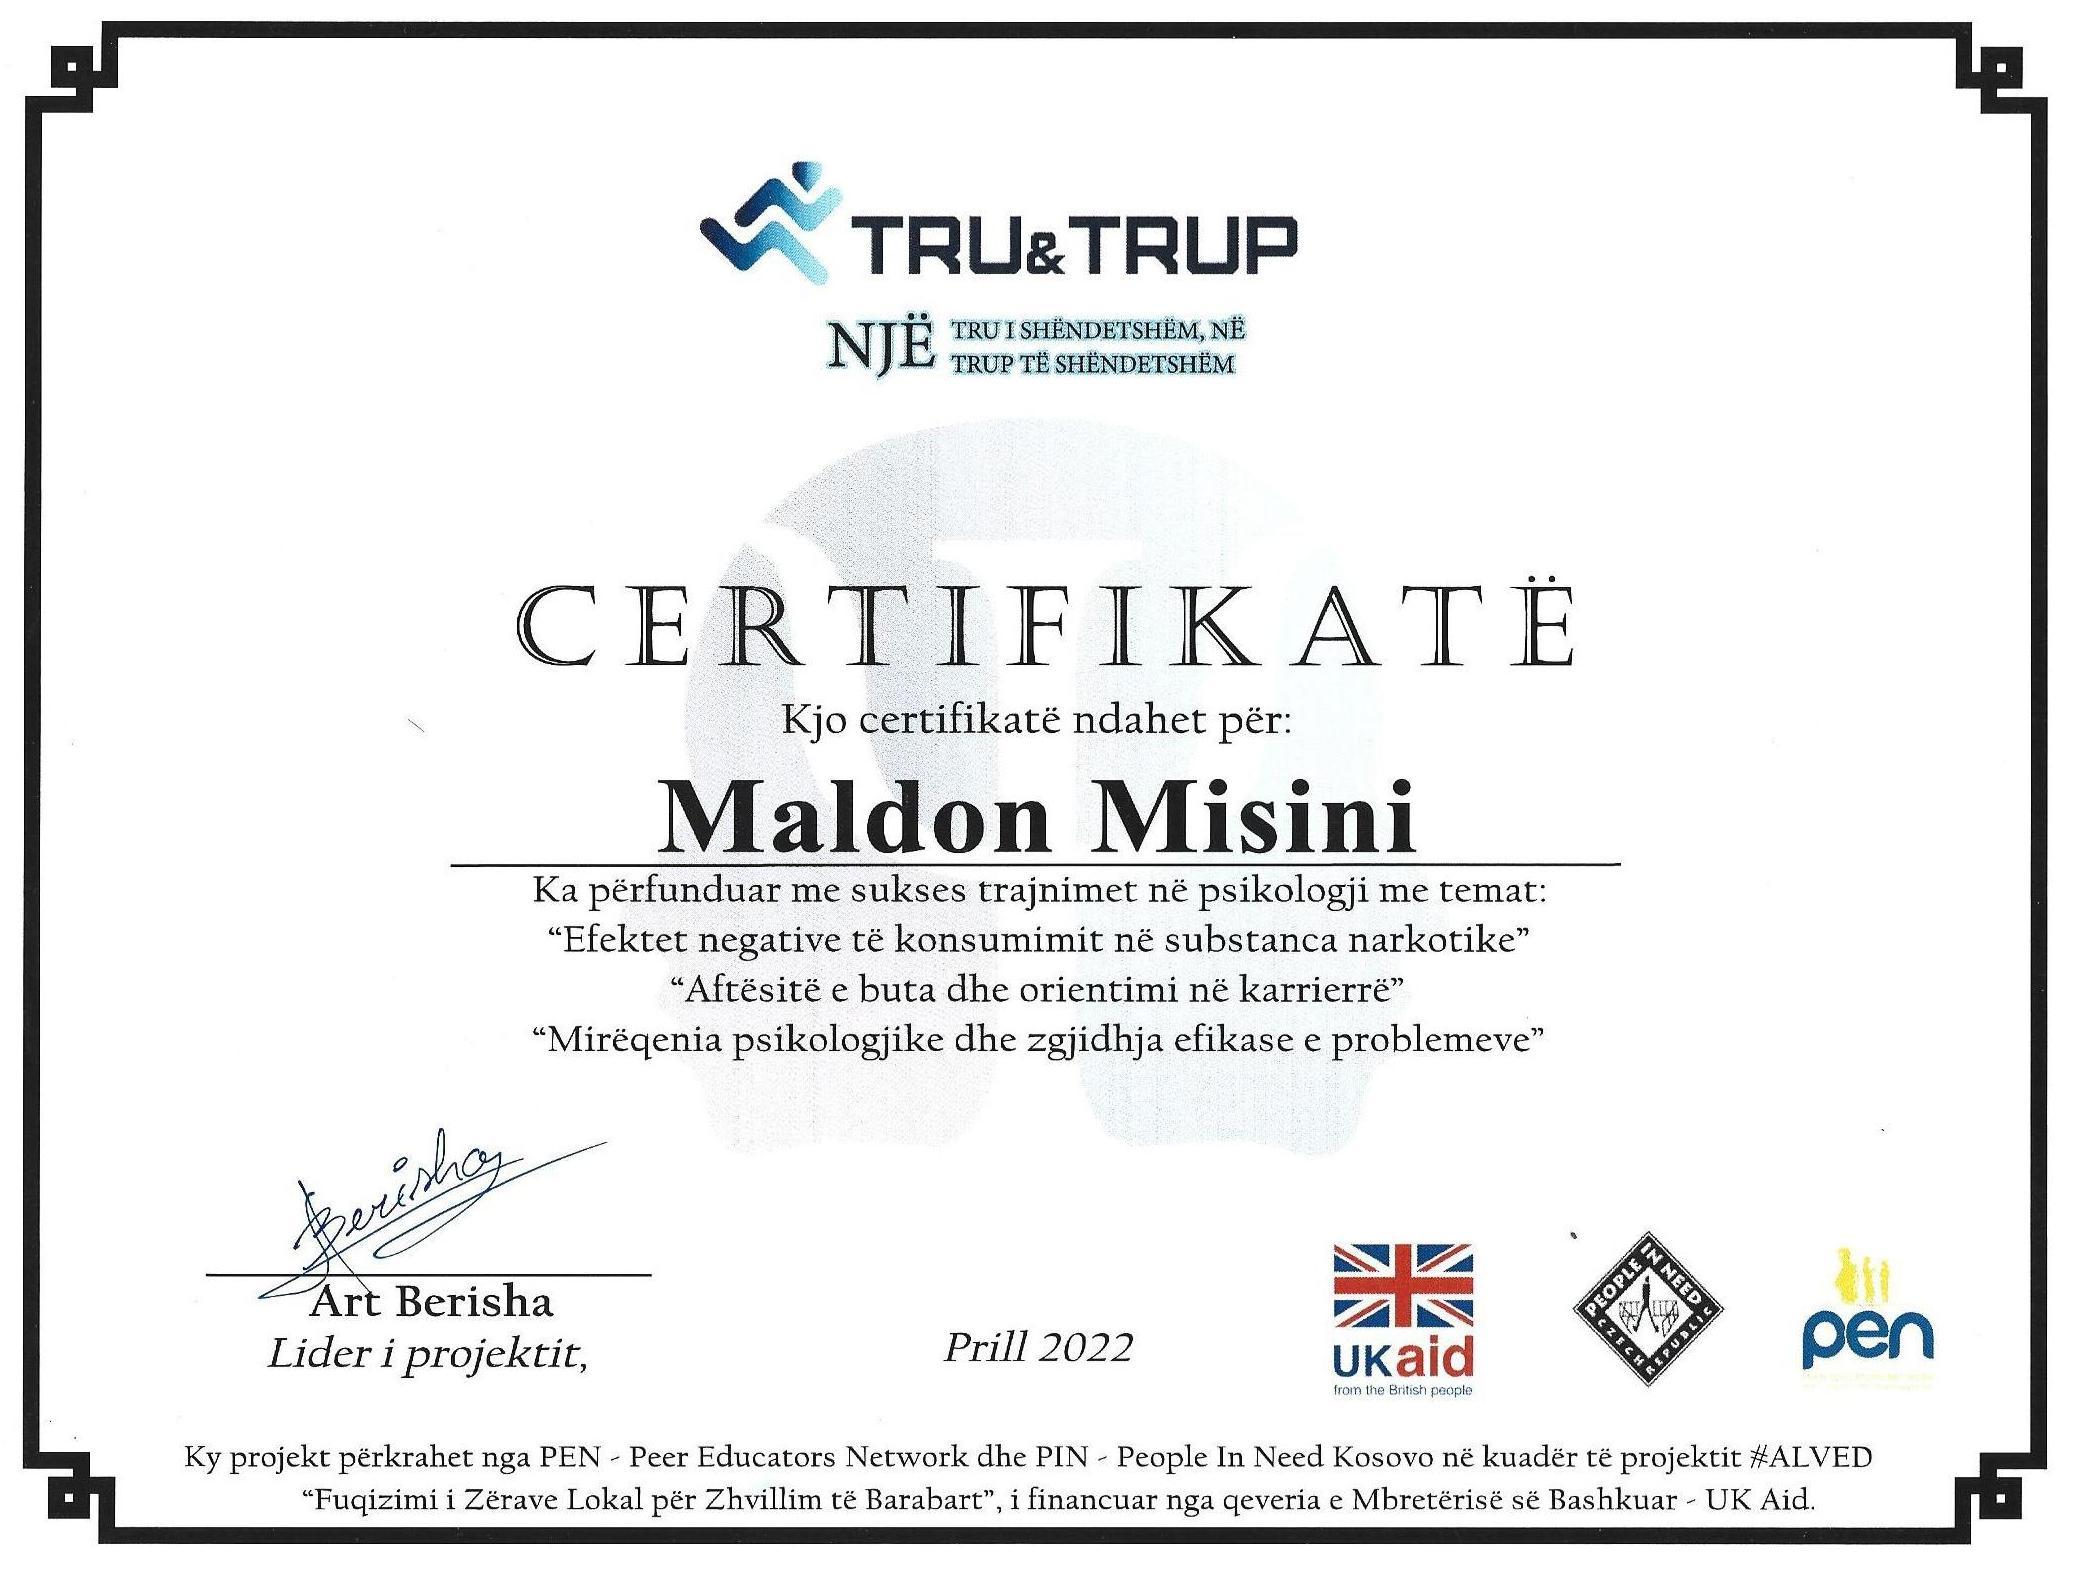 TRU&TRUP
NJË TRU I SHËNDETSHËM, NË
TRUP TË SHËNDETSHËM
CERTIFIKATË
Kjo certifikatë ndahet për:
Maldon Misini
Ka përfunduar me sukses trajnimet në psikologji me temat:
“Efektet negative të konsumimit në substanca narkotike”
“Aftësitë e buta dhe orientimi në karrierrë”
“Mirëqenia psikologjike dhe zgjidhja efikase e problemeve”
Berisha
Art Berisha
Lider i projektit,
Prill 2022
UKaid
from the British people
PEOPLE IN NEED
CZECH REPUBLIC
pen
Ky projekt përkrahet nga PEN - Peer Educators Network dhe PIN - People In Need Kosovo në kuadër të projektit #ALVED
“Fuqizimi i Zërave Lokal për Zhvillim të Barabart”, i financuar nga qeveria e Mbretërisë së Bashkuar - UK Aid.